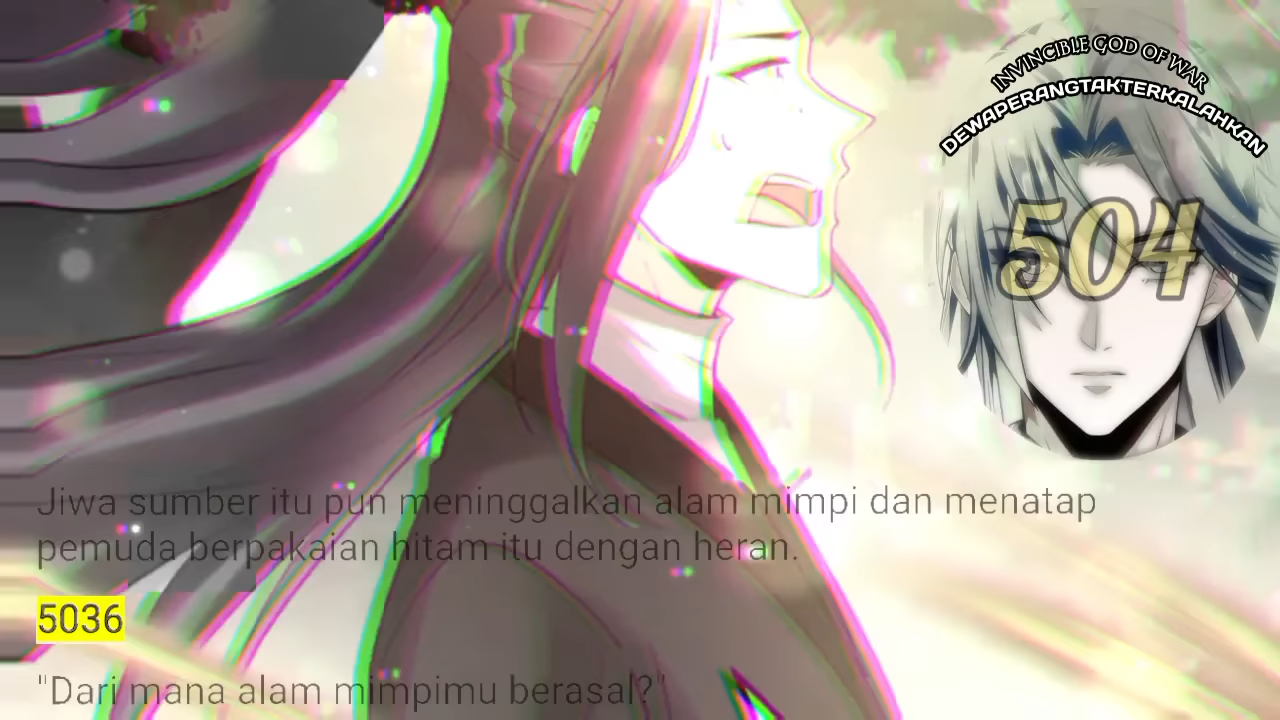 INVINCIBLE GOD OF WAR
DEWAPERANGTAKTERKALAHKAN
504
Jiwa sumber itu pun meninggalkan alam mimpi dan menatap
pemuda berpakaian hitam itu dengan heran.
5036
"Dari mana alam mimpimu berasal?"